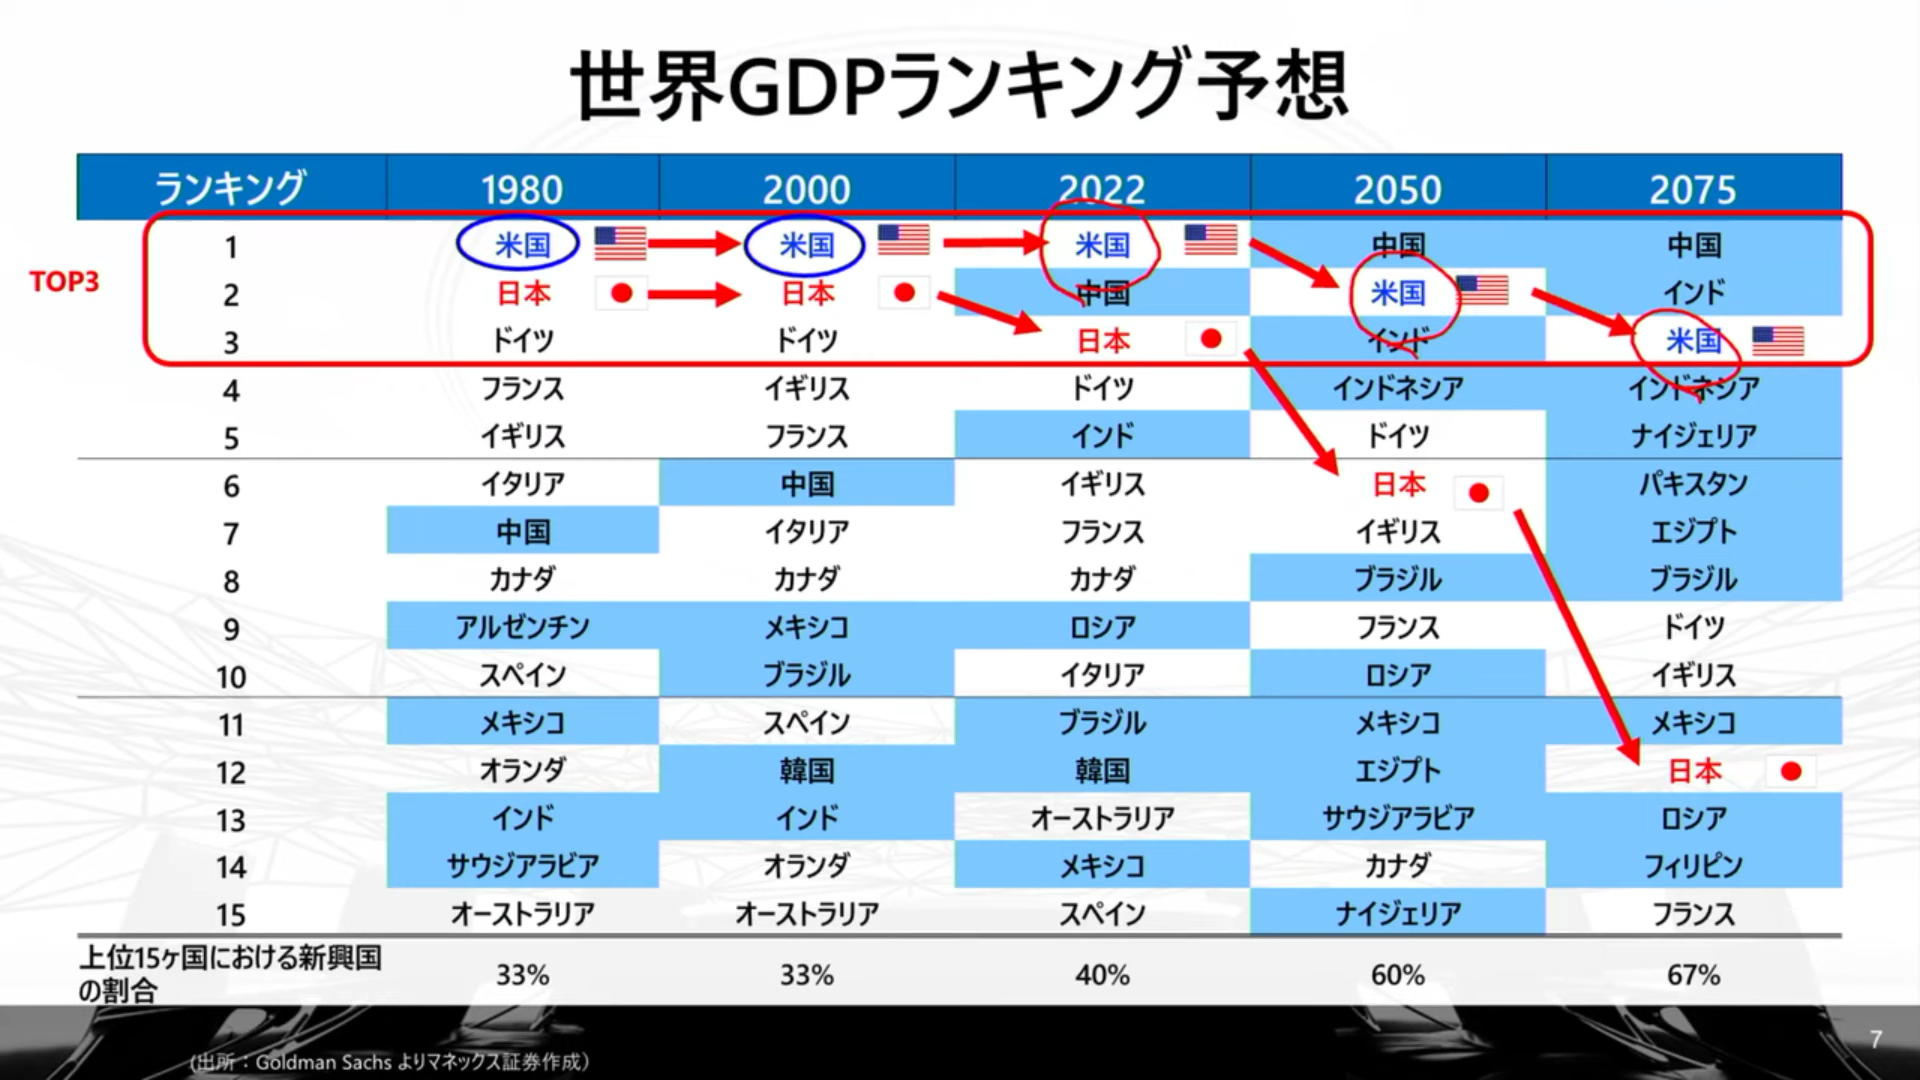 世界GDPランキング予想
ランキング 1980 2000 2022 2050 2075
TOP3
1 米国 米国 米国 中国 中国
2 日本 日本 中国 米国 インド
3 ドイツ ドイツ 日本 インド 米国
4 フランス イギリス ドイツ インドネシア インドネシア
5 イギリス フランス インド ドイツ ナイジェリア
6 イタリア 中国 イギリス 日本 パキスタン
7 中国 イタリア フランス イギリス エジプト
8 カナダ カナダ カナダ ブラジル ブラジル
9 アルゼンチン メキシコ ロシア フランス ドイツ
10 スペイン ブラジル イタリア ロシア イギリス
11 メキシコ スペイン ブラジル メキシコ メキシコ
12 オランダ 韓国 韓国 エジプト 日本
13 インド インド オーストラリア サウジアラビア ロシア
14 サウジアラビア オランダ メキシコ カナダ フィリピン
15 オーストラリア オーストラリア スペイン ナイジェリア フランス
上位15ヶ国における新興国
の割合 33% 33% 40% 60% 67%
(出所：Goldman Sachs よりマネックス証券作成)
7